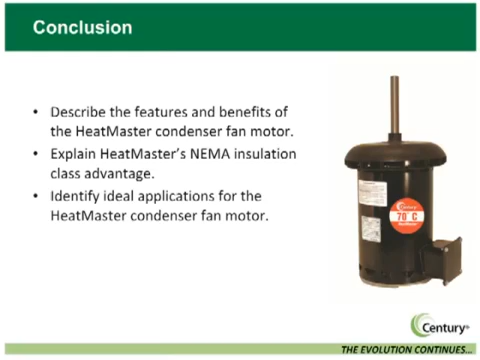 Conclusion
• Describe the features and benefits of
the HeatMaster condenser fan motor.
• Explain HeatMaster's NEMA insulation
class advantage.
• Identify ideal applications for the
HeatMaster condenser fan motor.
Century
70° C
Century®
THE EVOLUTION CONTINUES...